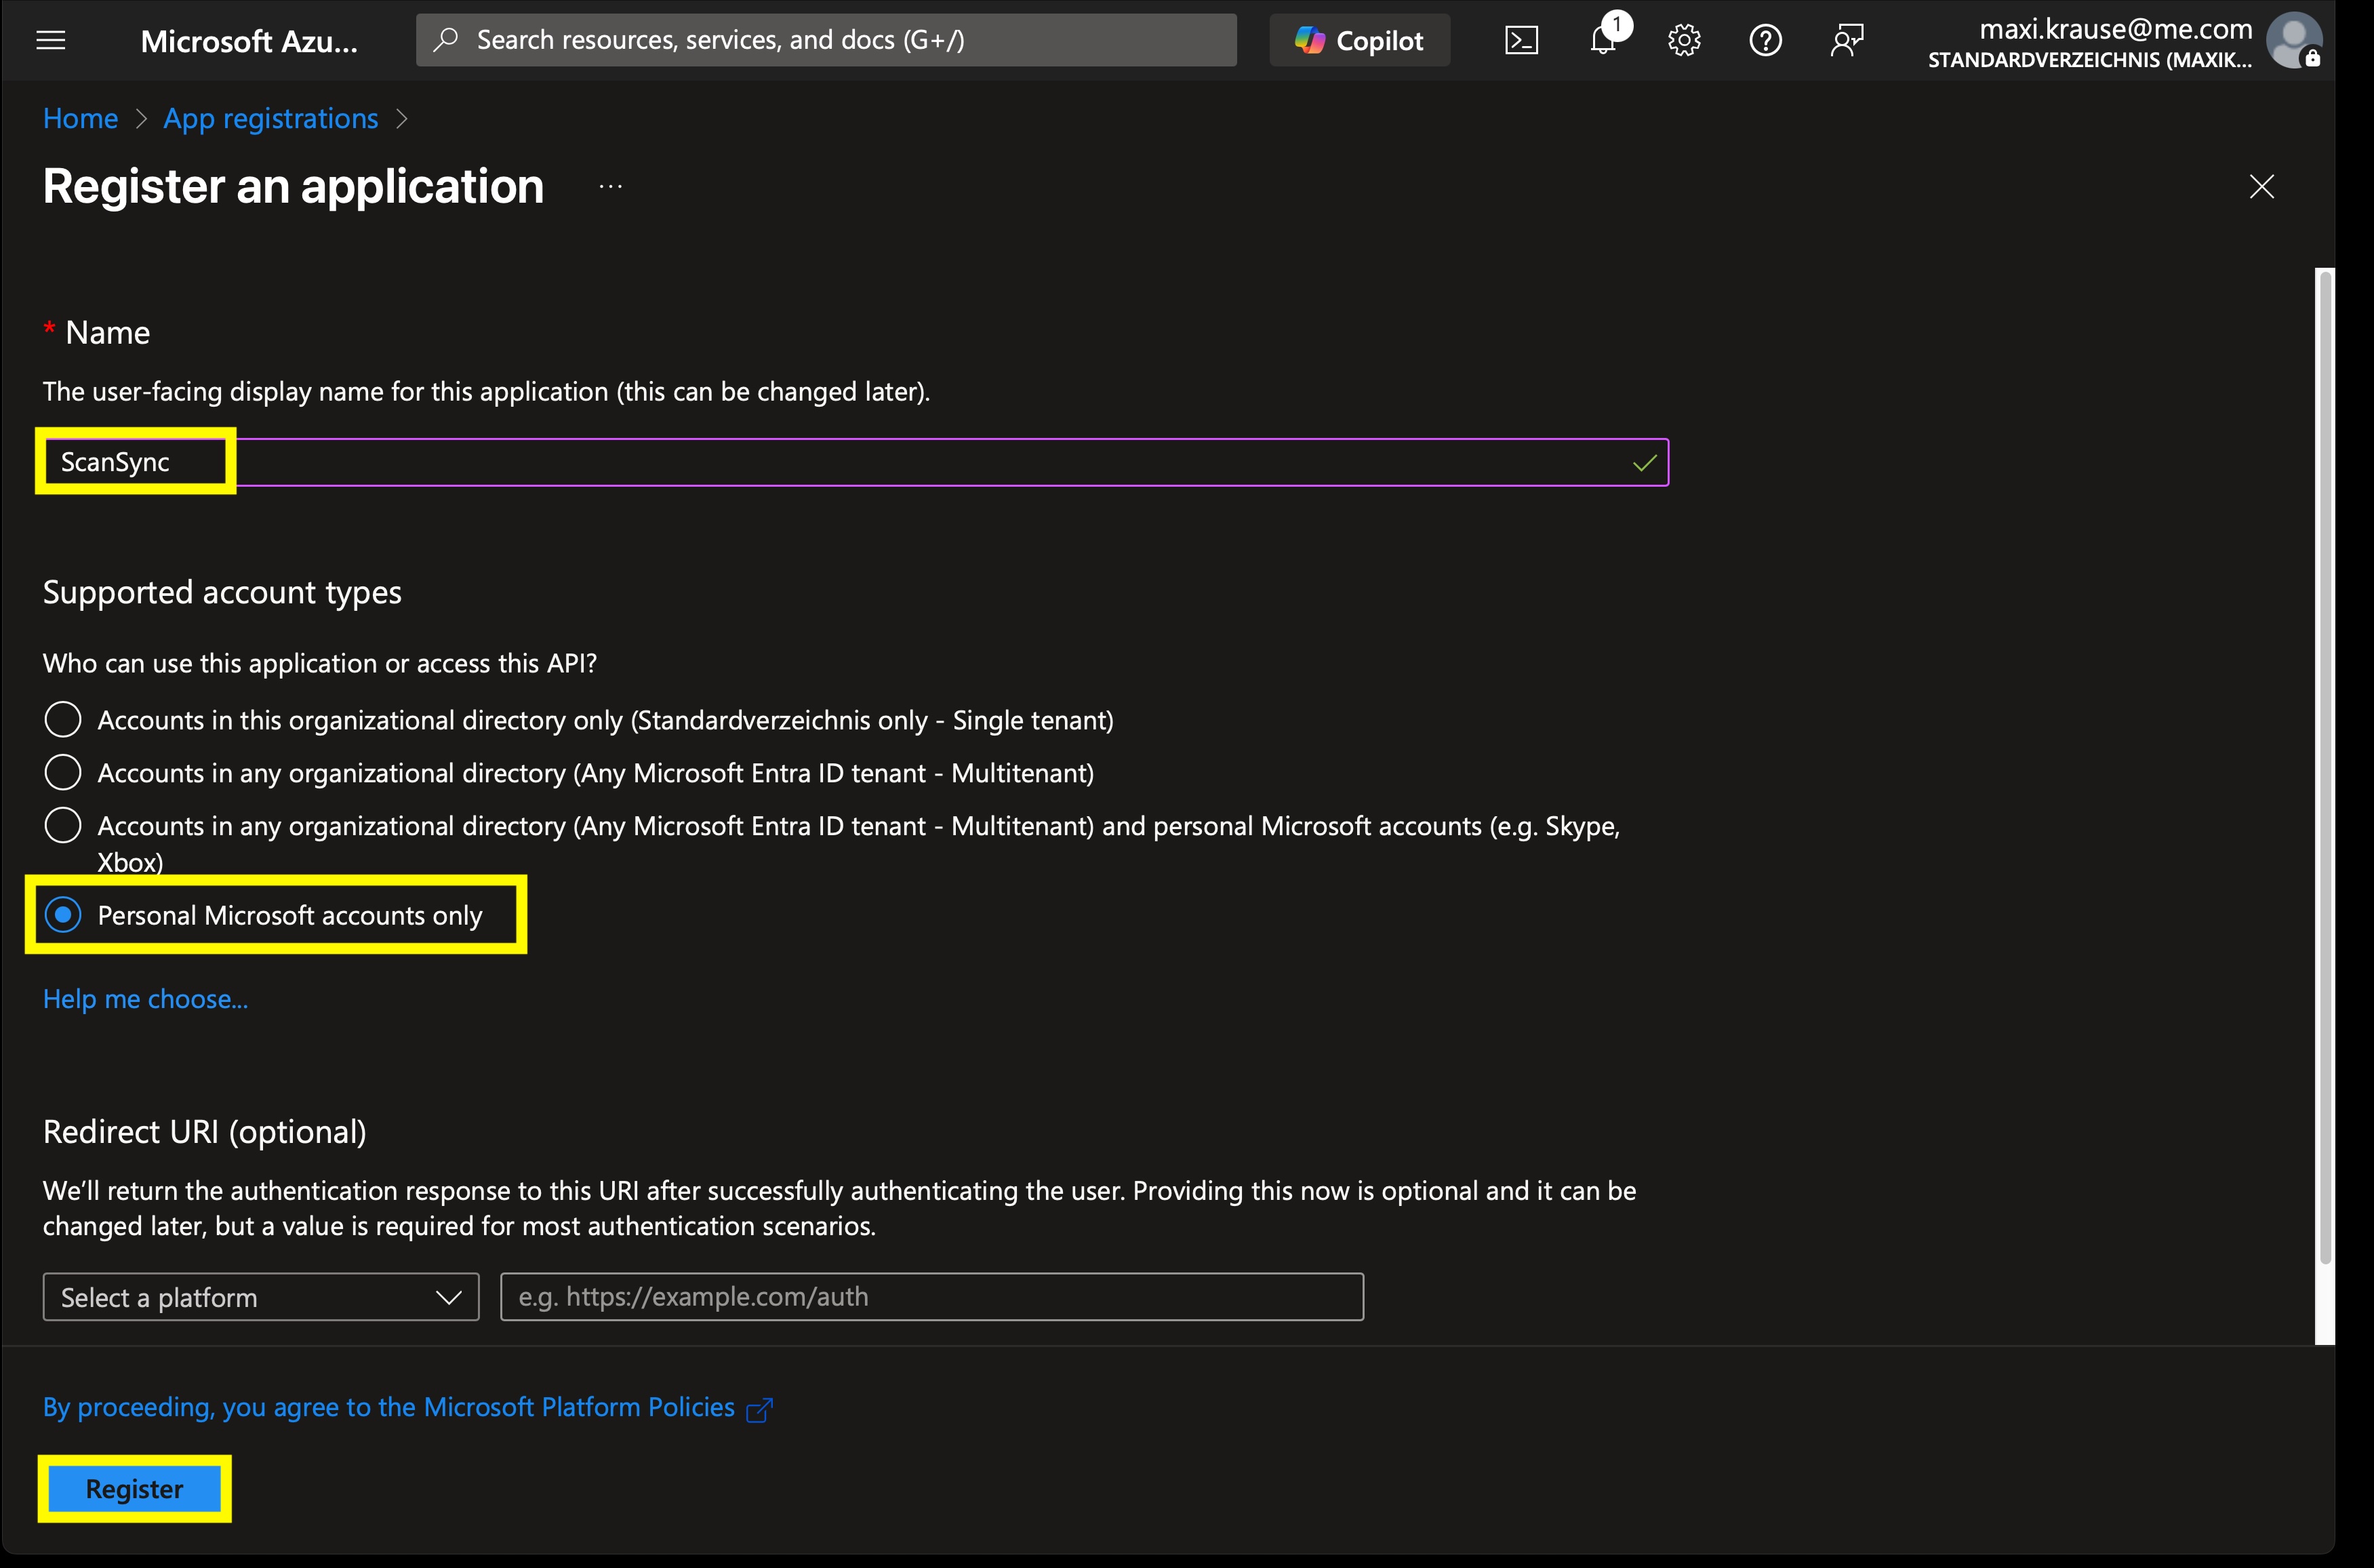 Microsoft Azu...
Search resources, services, and docs (G+/)
Copilot
1
maxi.krause@me.com
STANDARDVERZEICHNIS (MAXIK...
Home > App registrations >
Register an application ...
* Name
The user-facing display name for this application (this can be changed later).
ScanSync
Supported account types
Who can use this application or access this API?
Accounts in this organizational directory only (Standardverzeichnis only - Single tenant)
Accounts in any organizational directory (Any Microsoft Entra ID tenant - Multitenant)
Accounts in any organizational directory (Any Microsoft Entra ID tenant - Multitenant) and personal Microsoft accounts (e.g. Skype,
Xbox)
Personal Microsoft accounts only
Help me choose...
Redirect URI (optional)
We’ll return the authentication response to this URI after successfully authenticating the user. Providing this now is optional and it can be
changed later, but a value is required for most authentication scenarios.
Select a platform
e.g. https://example.com/auth
By proceeding, you agree to the Microsoft Platform Policies
Register